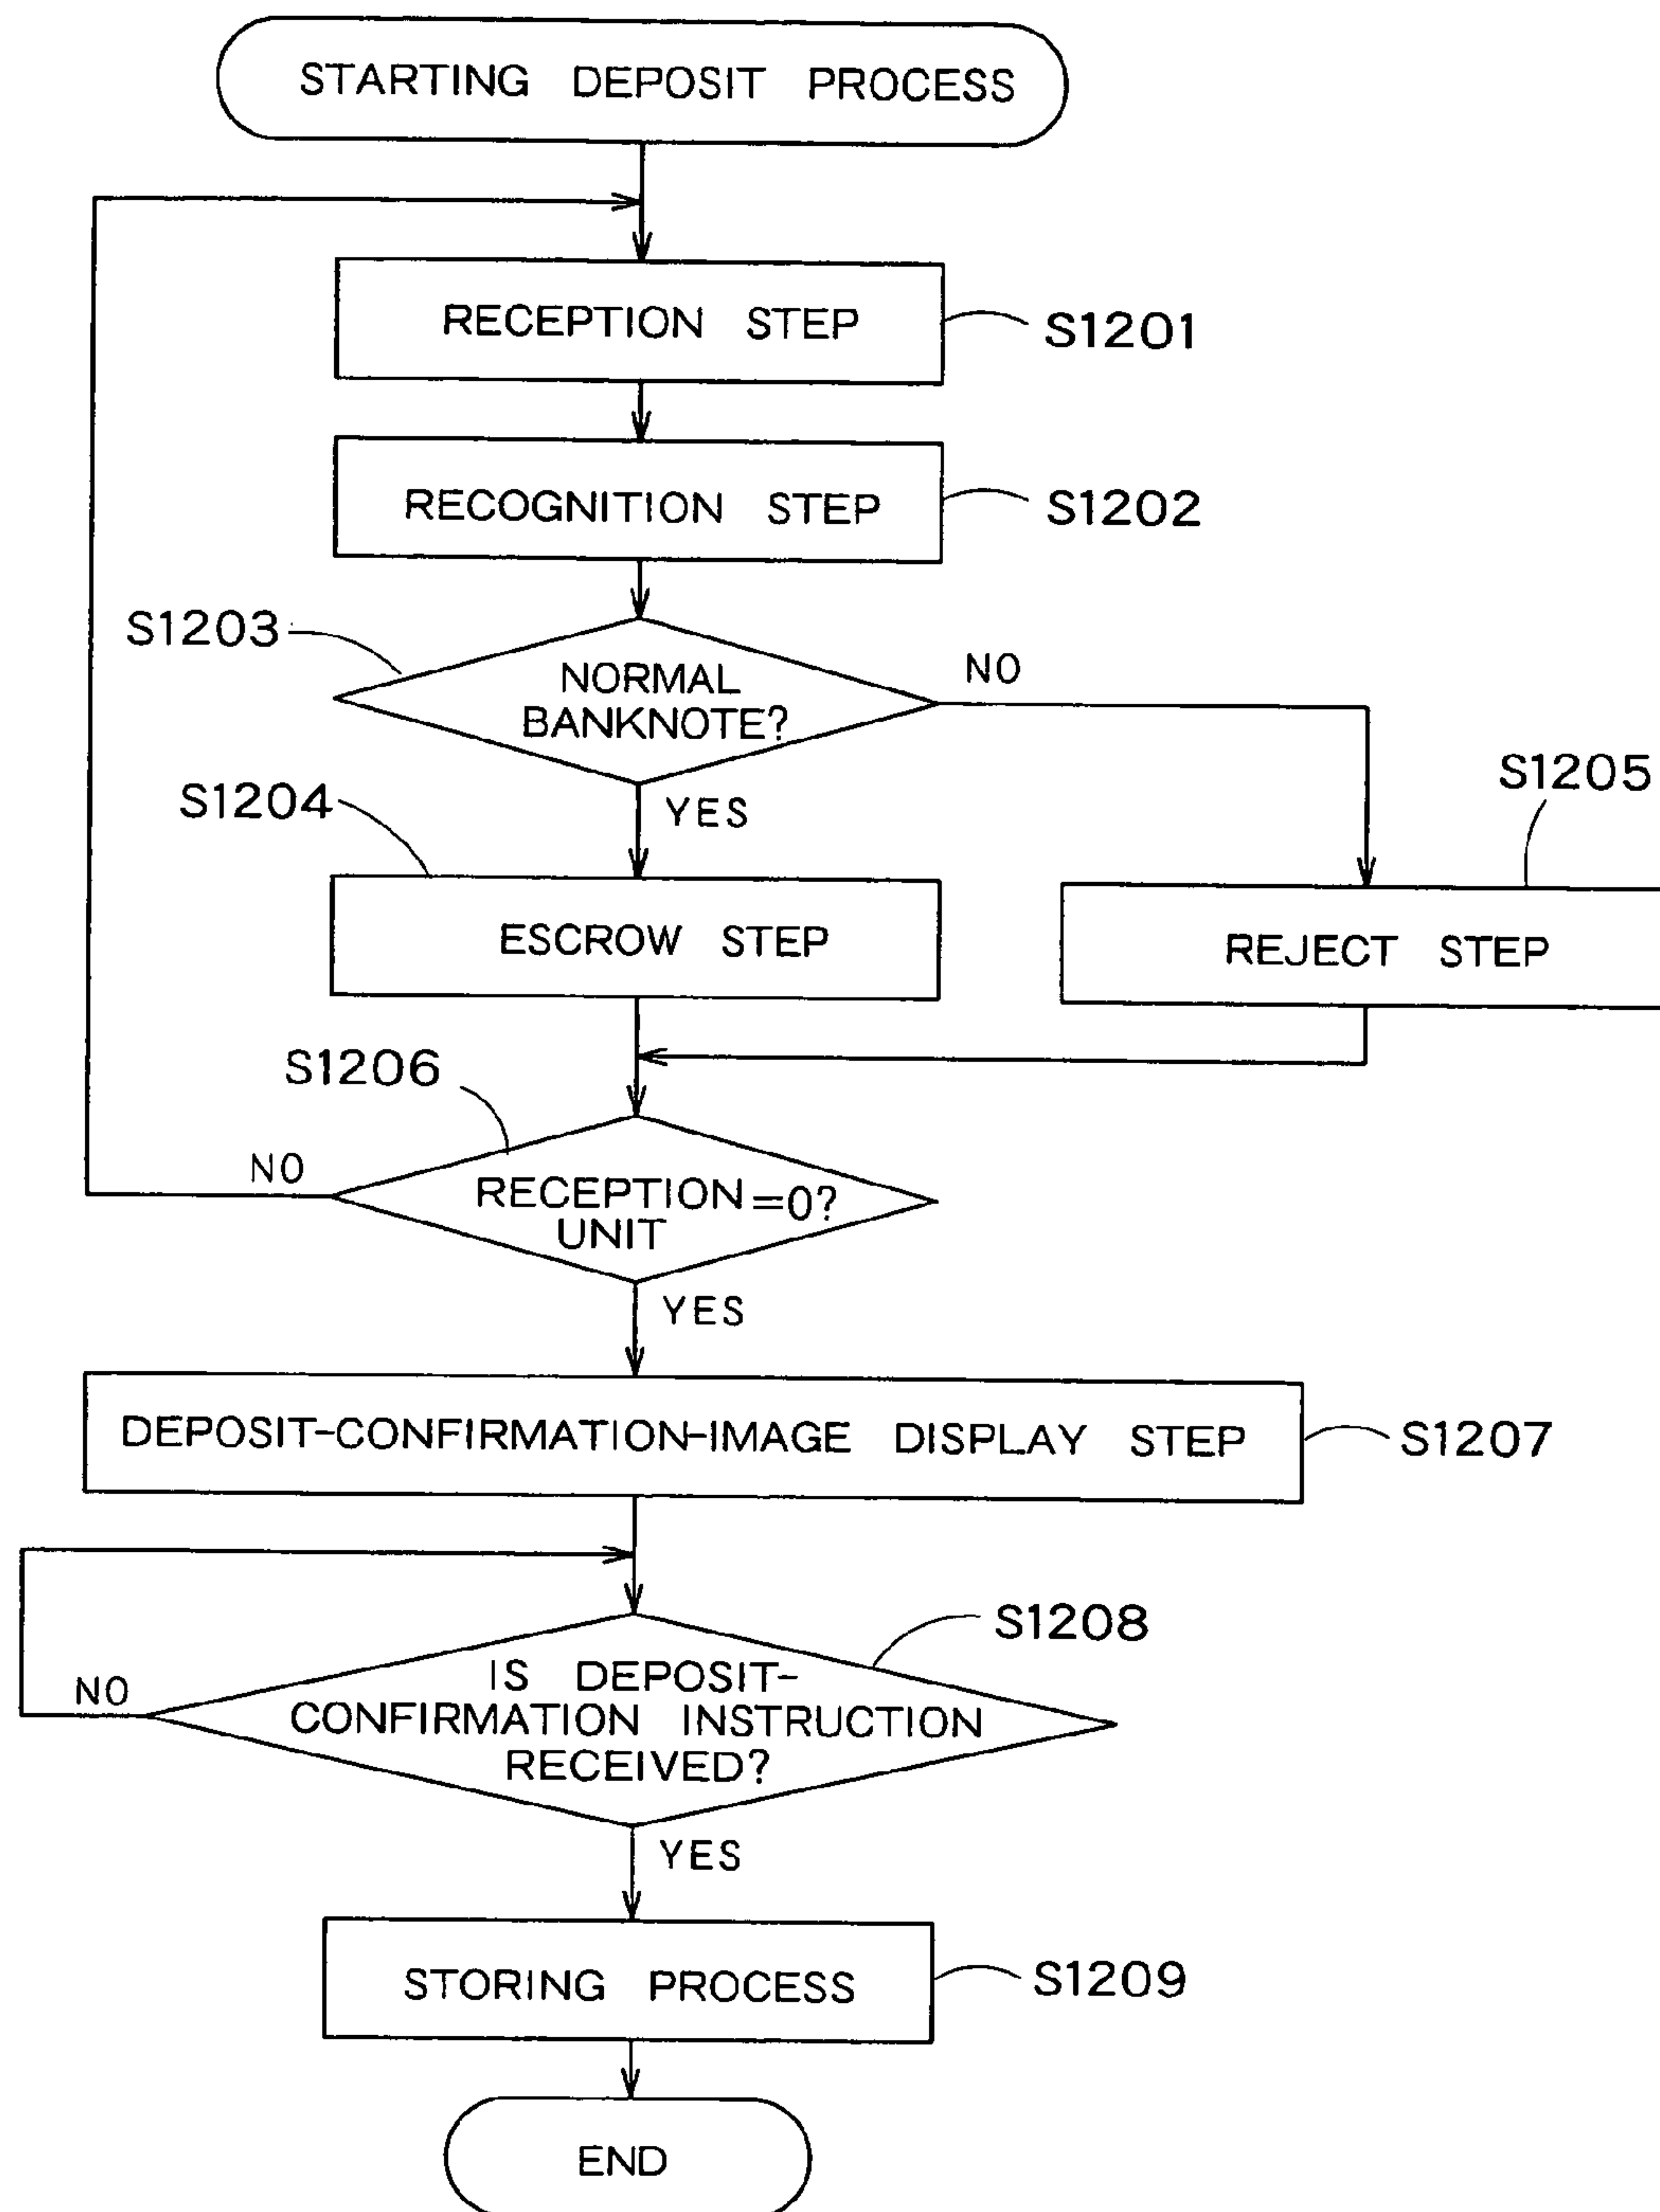 STARTING DEPOSIT PROCESS
RECEPTION STEP
S1201
RECOGNITION STEP
S1202
S1203
NORMAL
BANKNOTE?
NO
YES
S1204
ESCROW STEP
S1205
REJECT STEP
S1206
RECEPTION =0?
UNIT
NO
YES
DEPOSIT-CONFIRMATION-IMAGE DISPLAY STEP
S1207
S1208
IS DEPOSIT-
CONFIRMATION INSTRUCTION
RECEIVED?
NO
YES
STORING PROCESS
S1209
END